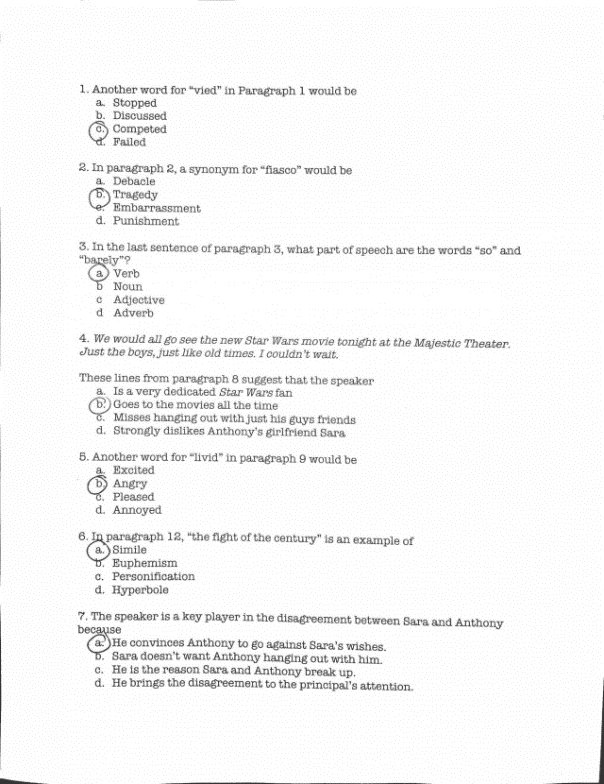 1. Another word for “vied” in Paragraph 1 would be
a. Stopped
b. Discussed
c. Competed
d. Failed
2. In paragraph 2, a synonym for “fiasco” would be
a. Debacle
b. Tragedy
c. Embarrassment
d. Punishment
3. In the last sentence of paragraph 3, what part of speech are the words “so” and
“barely”?
a. Verb
b Noun
c Adjective
d Adverb
4. We would all go see the new Star Wars movie tonight at the Majestic Theater.
Just the boys, just like old times. I couldn’t wait.
These lines from paragraph 8 suggest that the speaker
a. Is a very dedicated Star Wars fan
b. Goes to the movies all the time
c. Misses hanging out with just his guys friends
d. Strongly dislikes Anthony’s girlfriend Sara
5. Another word for “livid” in paragraph 9 would be
a. Excited
b. Angry
c. Pleased
d. Annoyed
6. In paragraph 12, “the fight of the century” is an example of
a. Simile
b. Euphemism
c. Personification
d. Hyperbole
7. The speaker is a key player in the disagreement between Sara and Anthony
because
a. He convinces Anthony to go against Sara’s wishes.
b. Sara doesn’t want Anthony hanging out with him.
c. He is the reason Sara and Anthony break up.
d. He brings the disagreement to the principal’s attention.